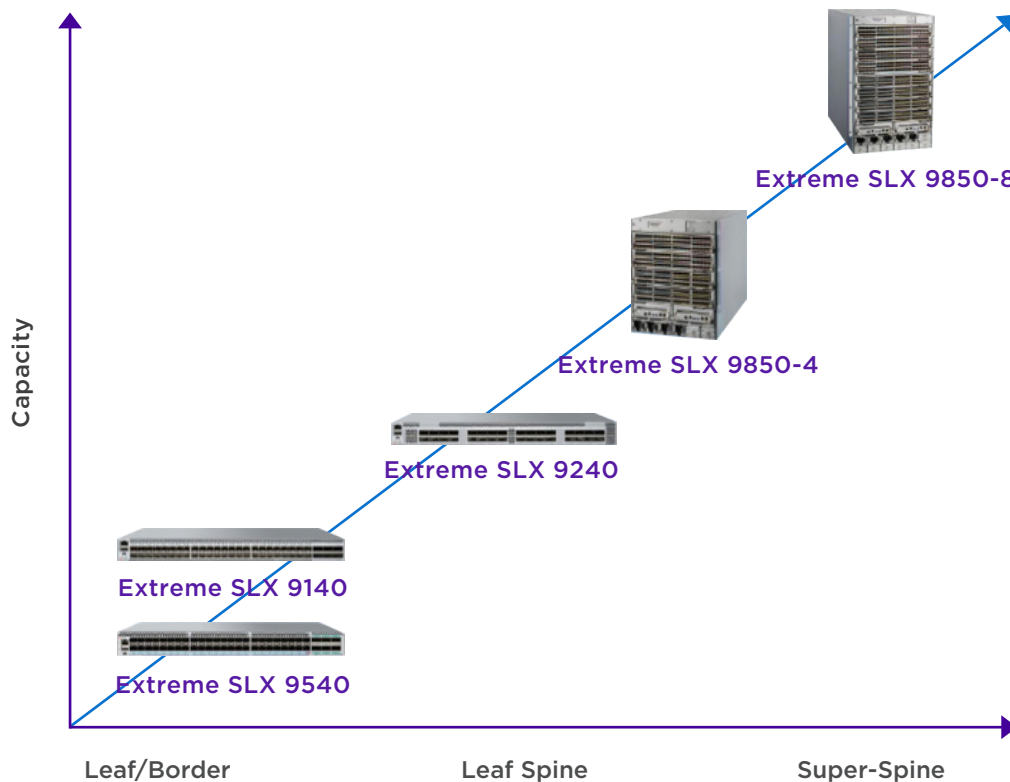 Extreme SLX 9850-8
Extreme SLX 9850-4
Capacity
Extreme SLX 9240
Extreme SLX 9140
Extreme SLX 9540
Leaf/Border
Leaf Spine
Super-Spine